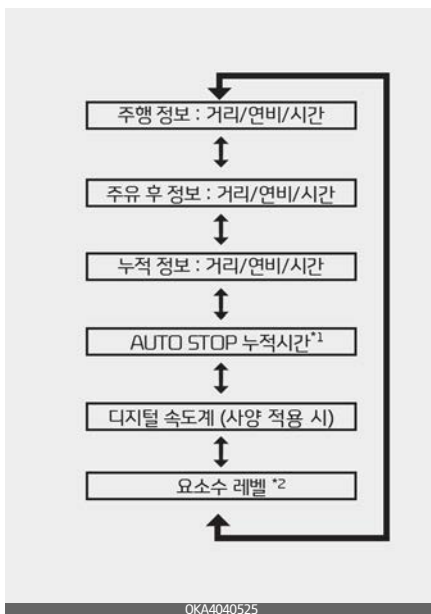 주행 정보 : 거리/연비/시간
주유 후 정보 : 거리/연비/시간
누적 정보 : 거리/연비/시간
AUTO STOP 누적시간*1
디지털 속도계 (사양 적용 시)
요소수 레벨 *2
OKA4040525